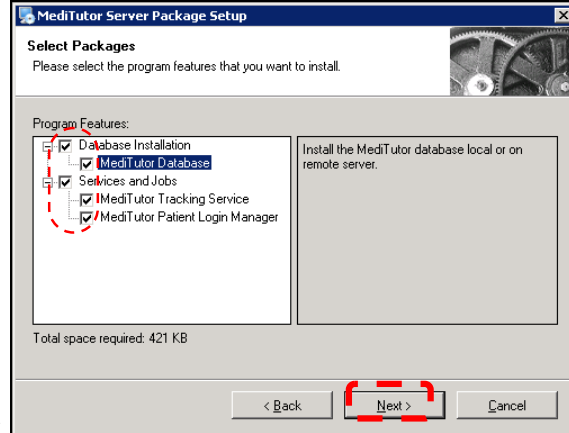 MediTutor Server Package Setup
Select Packages
Please select the program features that you want to install.
Program Features:
Database Installation
MediTutor Database
Services and Jobs
MediTutor Tracking Service
MediTutor Patient Login Manager
Install the MediTutor database local or on
remote server.
Total space required: 421 KB
< Back
Next >
Cancel